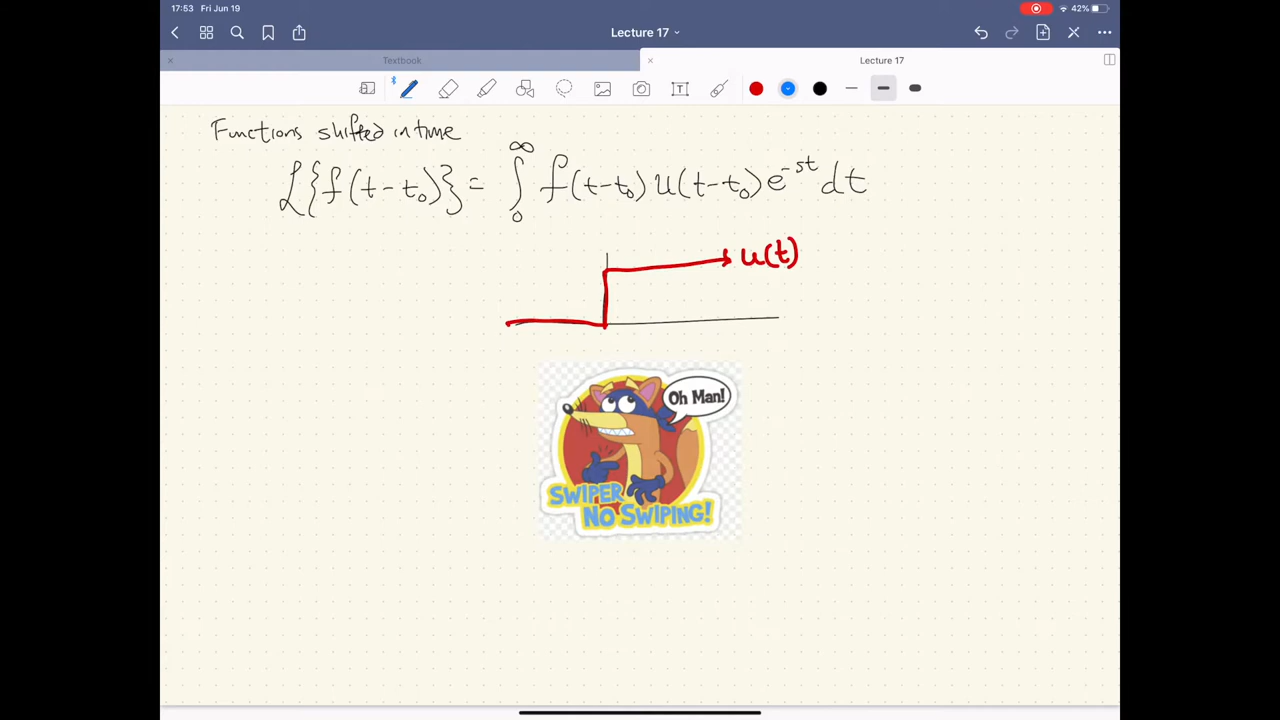 17:53 Fri Jun 19
42%
Lecture 17
Textbook
Lecture 17
Functions shifted in time
ℒ{f(t-t₀)} = ∫₀^∞ f(t-t₀) u(t-t₀) e^{-st} dt
u(t)
Oh Man!
SWIPER
NO SWIPING!